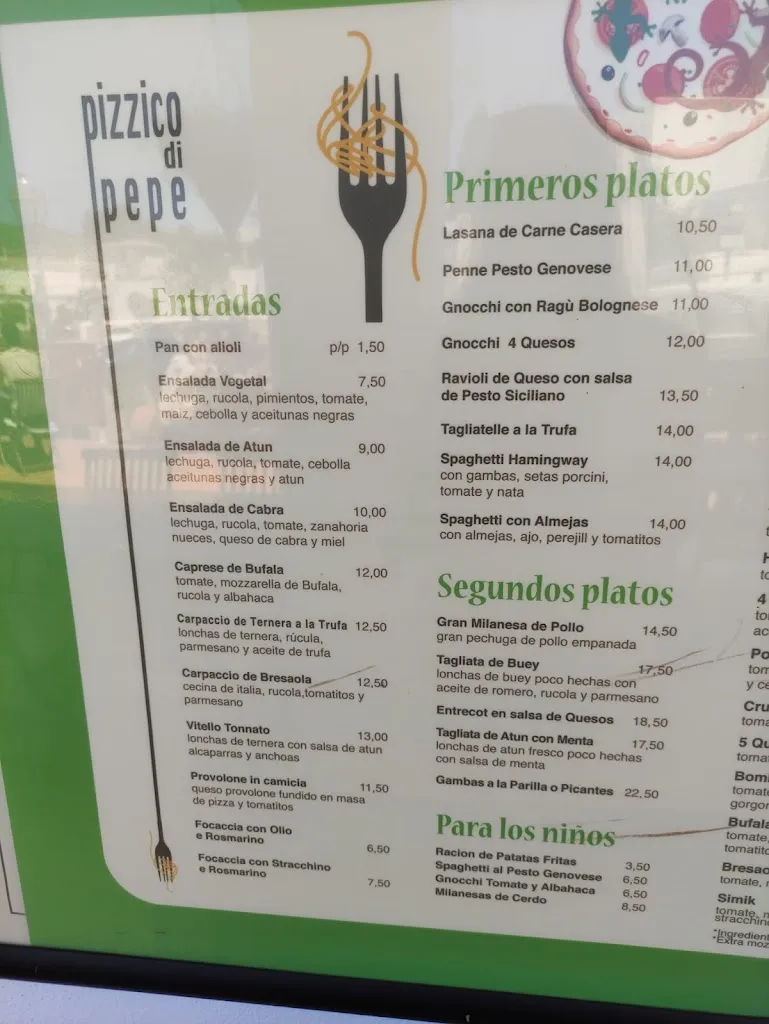 pizzico
di
pepe
Entradas
Pan con alioli p/p 1,50
Ensalada Vegetal 7,50
lechuga, rucola, pimientos, tomate,
maiz, cebolla y aceitunas negras
Ensalada de Atun 9,00
lechuga, rucola, tomate, cebolla
aceitunas negras y atun
Ensalada de Cabra 10,00
lechuga, rucola, tomate, zanahoria
nueces, queso de cabra y miel
Caprese de Bufala 12,00
tomate, mozzarella de Bufala,
rucola y albahaca
Carpaccio de Ternera a la Trufa 12,50
lonchas de ternera, rúcula,
parmesano y aceite de trufa
Carpaccio de Bresaola 12,50
cecina de italia, rucola,tomatitos y
parmesano
Vitello Tonnato 13,00
lonchas de ternera con salsa de atun
alcaparras y anchoas
Provolone in camicia 11,50
queso provolone fundido en masa
de pizza y tomatitos
Focaccia con Olio
e Rosmarino 6,50
Focaccia con Stracchino
e Rosmarino 7,50
Primeros platos
Lasana de Carne Casera 10,50
Penne Pesto Genovese 11,00
Gnocchi con Ragù Bolognese 11,00
Gnocchi 4 Quesos 12,00
Ravioli de Queso con salsa
de Pesto Siciliano 13,50
Tagliatelle a la Trufa 14,00
Spaghetti Hamingway 14,00
con gambas, setas porcini,
tomate y nata
Spaghetti con Almejas 14,00
con almejas, ajo, perejill y tomatitos
Segundos platos
Gran Milanesa de Pollo 14,50
gran pechuga de pollo empanada
Tagliata de Buey 17,50
lonchas de buey poco hechas con
aceite de romero, rucola y parmesano
Entrecot en salsa de Quesos 18,50
Tagliata de Atun con Menta 17,50
lonchas de atun fresco poco hechas
con salsa de menta
Gambas a la Parilla o Picantes 22,50
Para los niños
Racion de Patatas Fritas 3,50
Spaghetti al Pesto Genovese 6,50
Gnocchi Tomate y Albahaca 6,50
Milanesas de Cerdo 8,50
4
y ce
5 Qu
tomate
Bufala
tomate,
tomatito
tomate,
Simik
tomate, m
stracchino